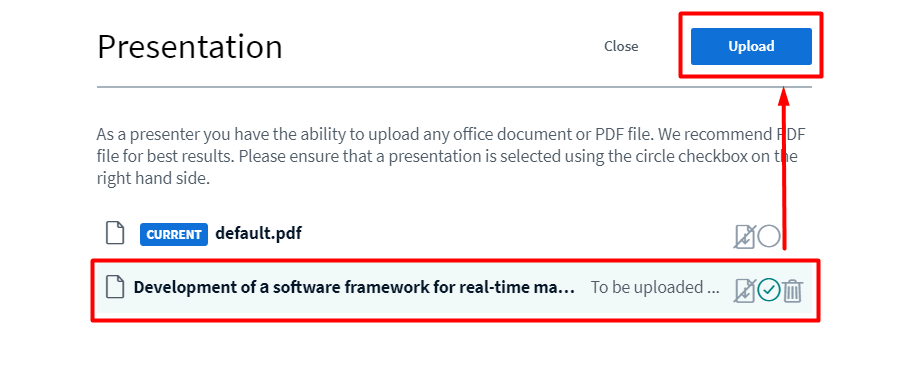 Presentation
Close
Upload
As a presenter you have the ability to upload any office document or PDF file. We recommend PDF
file for best results. Please ensure that a presentation is selected using the circle checkbox on the
right hand side.
CURRENT default.pdf
Development of a software framework for real-time ma... To be uploaded ...